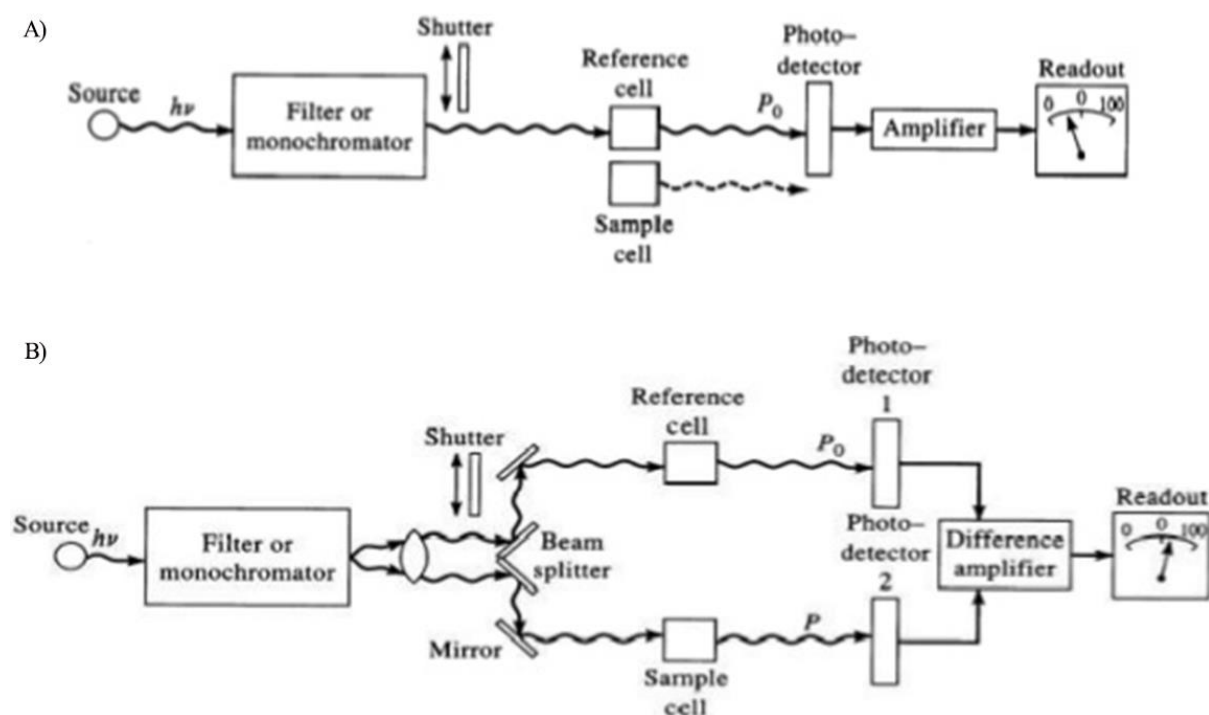 A)
Shutter
Source
hν
Filter or
monochromator
Reference
cell
P₀
Photo–
detector
Amplifier
Readout
0 0 100
Sample
cell
B)
Source
hν
Filter or
monochromator
Shutter
Beam
splitter
Mirror
Reference
cell
P₀
Photo–
detector
1
Sample
cell
P
Photo–
detector
2
Difference
amplifier
Readout
0 0 100